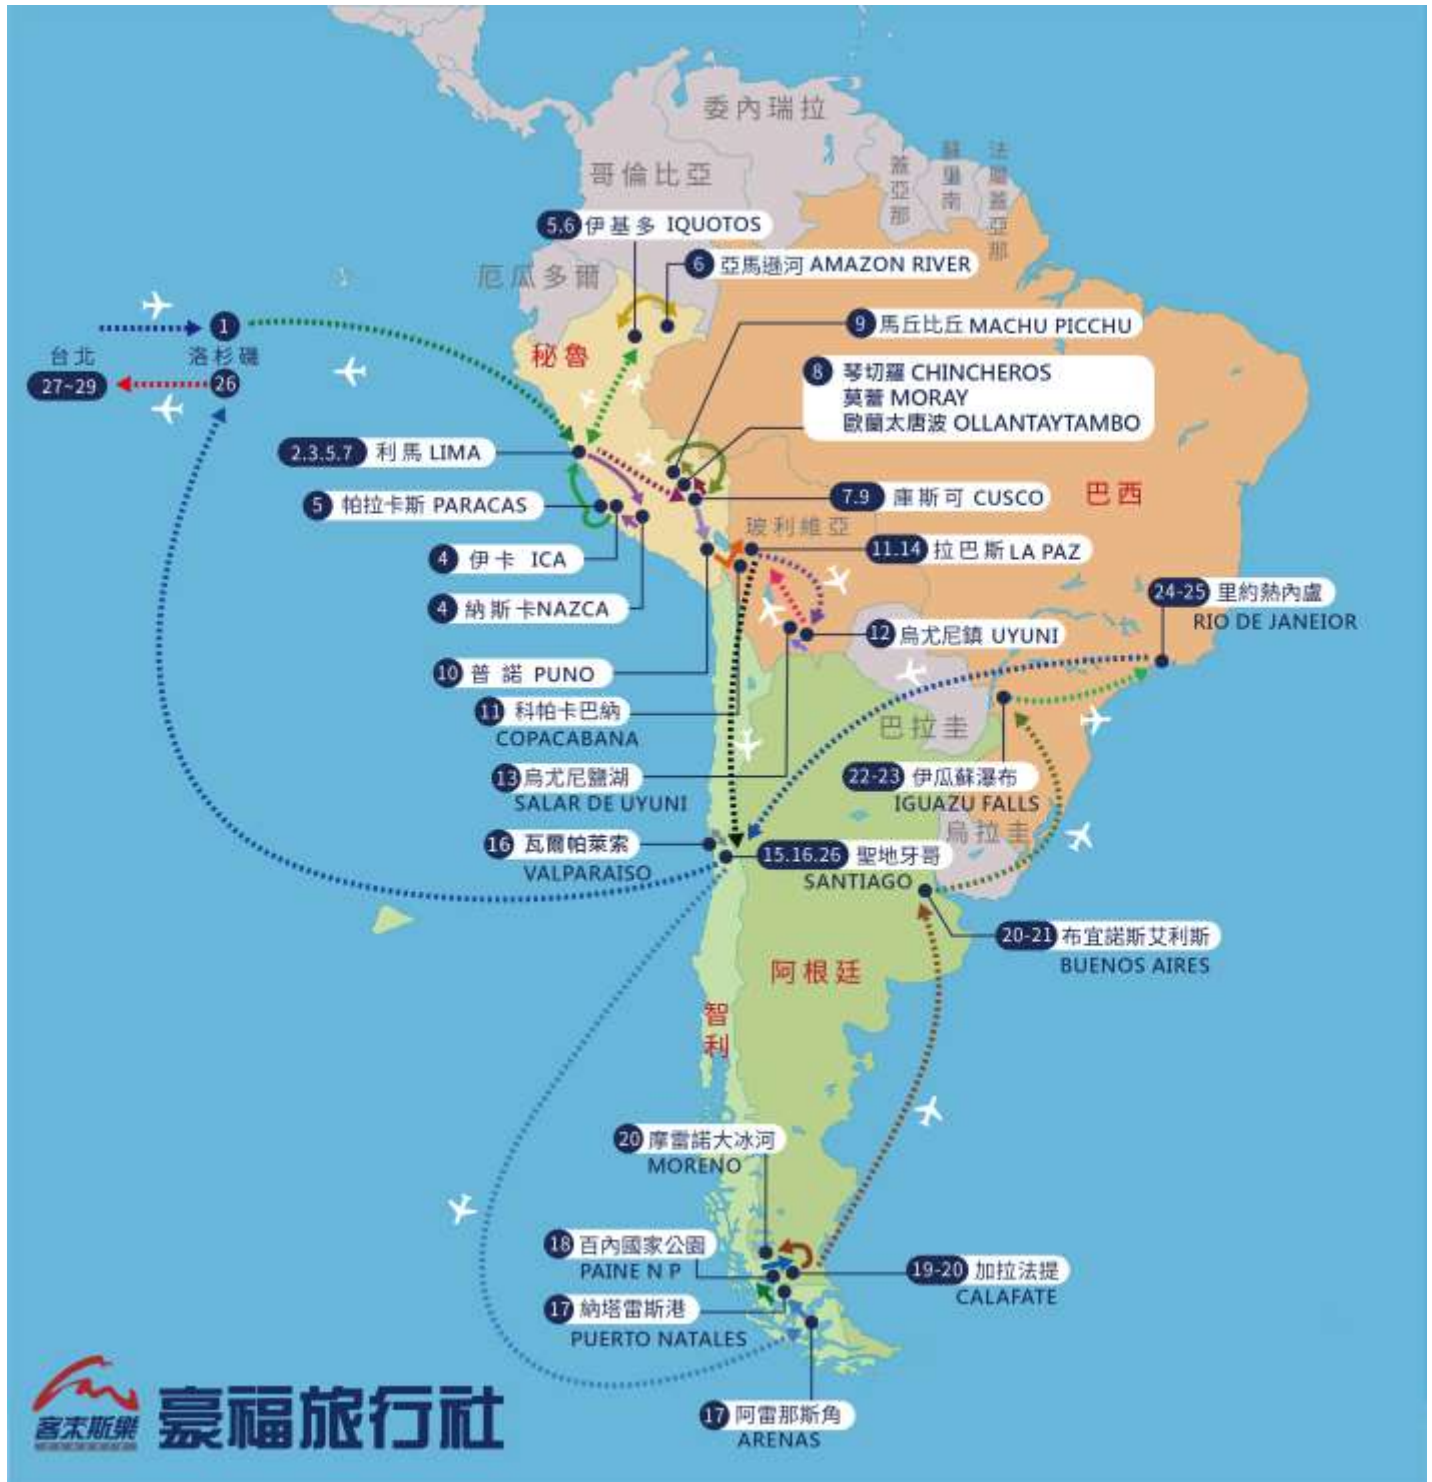 委內瑞拉
哥倫比亞
蓋亞那
蘇里南
法屬蓋亞那
5.6 伊基多 IQUOTOS
6 亞馬遜河 AMAZON RIVER
厄瓜多爾
1
台北
洛杉磯
27~29
26
秘魯
9 馬丘比丘 MACHU PICCHU
8 琴切羅 CHINCHEROS
莫蕾 MORAY
歐蘭太唐波 OLLANTAYTAMBO
2.3.5.7 利馬 LIMA
7.9 庫斯可 CUSCO
巴西
5 帕拉卡斯 PARACAS
玻利維亞
4 伊卡 ICA
11.14 拉巴斯 LA PAZ
4 納斯卡NAZCA
24-25 里約熱內盧
RIO DE JANEIOR
12 烏尤尼鎮 UYUNI
10 普諾 PUNO
11 科帕卡巴納
COPACABANA
巴拉圭
13 烏尤尼鹽湖
SALAR DE UYUNI
22-23 伊瓜蘇瀑布
IGUAZU FALLS
烏拉圭
16 瓦爾帕萊索
VALPARAISO
15.16.26 聖地牙哥
SANTIAGO
20-21 布宜諾斯艾利斯
BUENOS AIRES
阿根廷
智利
20 摩雷諾大冰河
MORENO
18 百內國家公園
PAINE N P
19-20 加拉法提
CALAFATE
17 納塔雷斯港
PUERTO NATALES
17 阿雷那斯角
ARENAS
客來斯樂
豪福旅行社